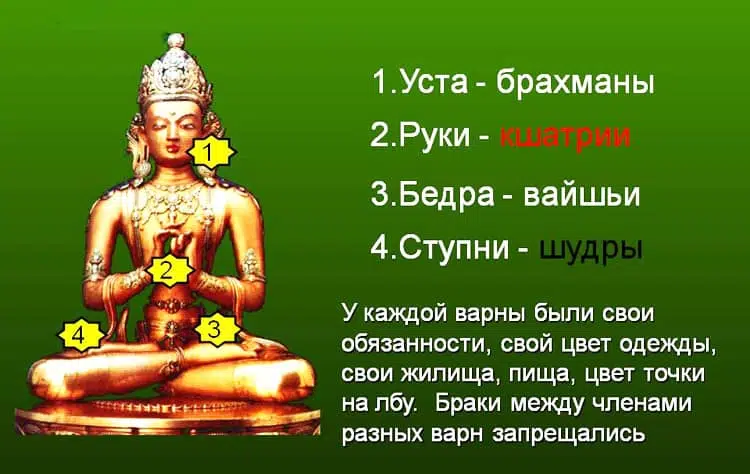 1.Уста - брахманы
2.Руки - кшатрии
3.Бедра - вайшьи
4.Ступни - шудры
У каждой варны были свои
обязанности, свой цвет одежды,
свои жилища, пища, цвет точки
на лбу. Браки между членами
разных варн запрещались
1
2
3
4